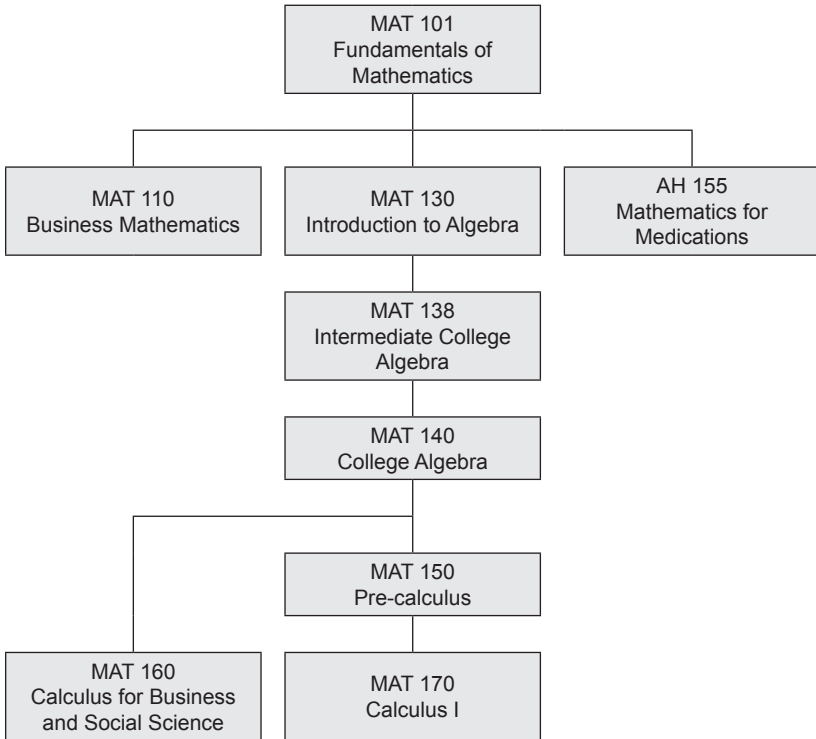 MAT 101
Fundamentals of
Mathematics
MAT 110
Business Mathematics
MAT 130
Introduction to Algebra
AH 155
Mathematics for
Medications
MAT 138
Intermediate College
Algebra
MAT 140
College Algebra
MAT 150
Pre-calculus
MAT 160
Calculus for Business
and Social Science
MAT 170
Calculus I